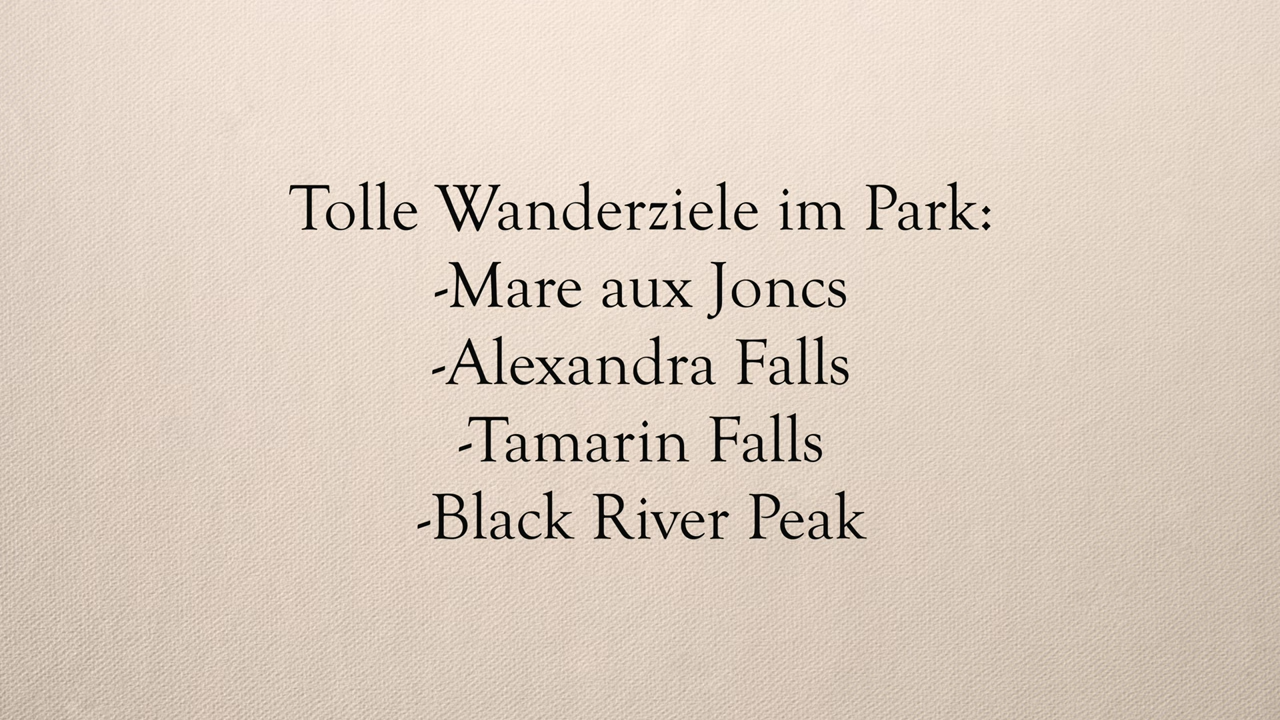 Tolle Wanderziele im Park:
-Mare aux Joncs
-Alexandra Falls
-Tamarin Falls
-Black River Peak